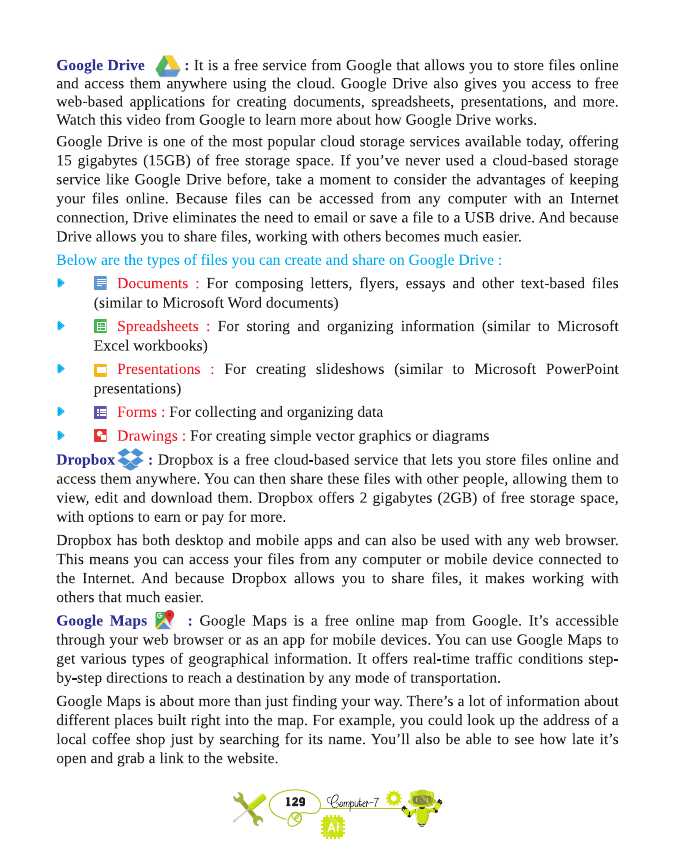 Google Drive : It is a free service from Google that allows you to store files online
and access them anywhere using the cloud. Google Drive also gives you access to free
web-based applications for creating documents, spreadsheets, presentations, and more.
Watch this video from Google to learn more about how Google Drive works.
Google Drive is one of the most popular cloud storage services available today, offering
15 gigabytes (15GB) of free storage space. If you've never used a cloud-based storage
service like Google Drive before, take a moment to consider the advantages of keeping
your files online. Because files can be accessed from any computer with an Internet
connection, Drive eliminates the need to email or save a file to a USB drive. And because
Drive allows you to share files, working with others becomes much easier.
Below are the types of files you can create and share on Google Drive :
Documents : For composing letters, flyers, essays and other text-based files
(similar to Microsoft Word documents)
Spreadsheets : For storing and organizing information (similar to Microsoft
Excel workbooks)
Presentations : For creating slideshows (similar to Microsoft PowerPoint
presentations)
Forms : For collecting and organizing data
Drawings : For creating simple vector graphics or diagrams
Dropbox : Dropbox is a free cloud-based service that lets you store files online and
access them anywhere. You can then share these files with other people, allowing them to
view, edit and download them. Dropbox offers 2 gigabytes (2GB) of free storage space,
with options to earn or pay for more.
Dropbox has both desktop and mobile apps and can also be used with any web browser.
This means you can access your files from any computer or mobile device connected to
the Internet. And because Dropbox allows you to share files, it makes working with
others that much easier.
Google Maps : Google Maps is a free online map from Google. It's accessible
through your web browser or as an app for mobile devices. You can use Google Maps to
get various types of geographical information. It offers real-time traffic conditions step-
by-step directions to reach a destination by any mode of transportation.
Google Maps is about more than just finding your way. There's a lot of information about
different places built right into the map. For example, you could look up the address of a
local coffee shop just by searching for its name. You'll also be able to see how late it's
open and grab a link to the website.
129 Computer-7
AI